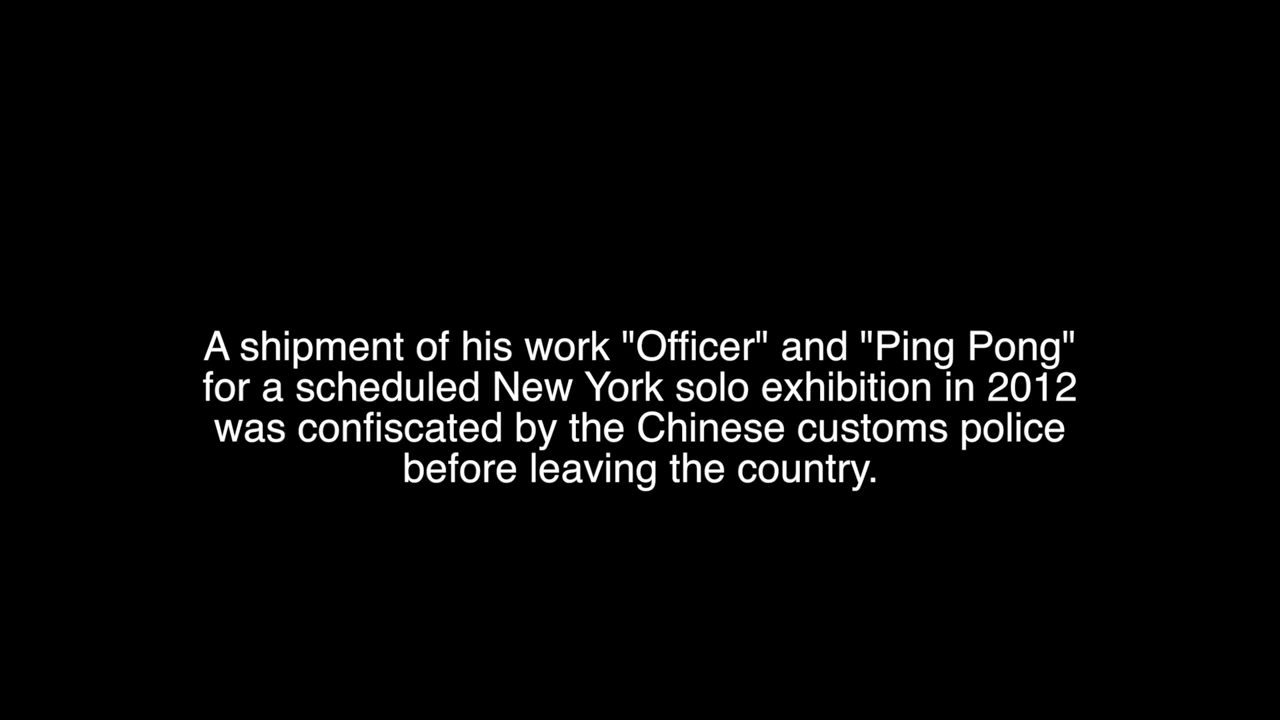 A shipment of his work "Officer" and "Ping Pong"
for a scheduled New York solo exhibition in 2012
was confiscated by the Chinese customs police
before leaving the country.